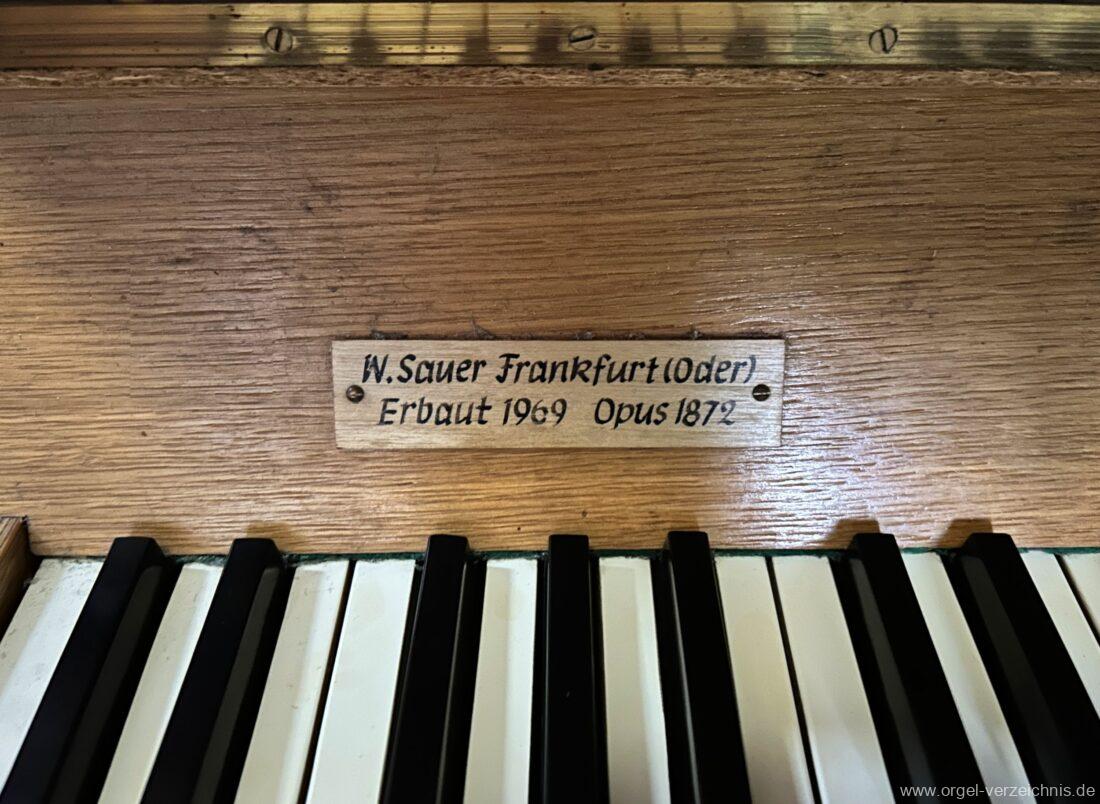 W. Sauer Frankfurt (Oder)
Erbaut 1969 Opus 1872
www.orgel-verzeichnis.de